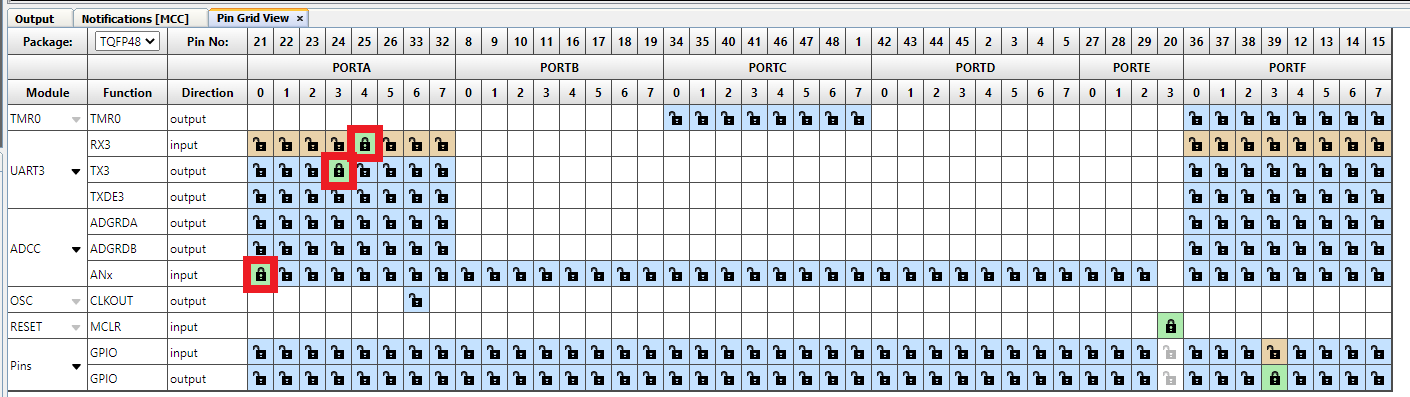 Output Notifications [MCC] Pin Grid View ×
Package: TQFP48 Pin No: 21 22 23 24 25 26 33 32 8 9 10 11 16 17 18 19 34 35 40 41 46 47 48 1 42 43 44 45 2 3 4 5 27 28 29 20 36 37 38 39 12 13 14 15
PORTA PORTB PORTC PORTD PORTE PORTF
Module Function Direction 0 1 2 3 4 5 6 7 0 1 2 3 4 5 6 7 0 1 2 3 4 5 6 7 0 1 2 3 4 5 6 7 0 1 2 3 0 1 2 3 4 5 6 7
TMR0 TMR0 output
RX3 input
UART3 TX3 output
TXDE3 output
ADGRDA output
ADCC ADGRDB output
ANx input
OSC CLKOUT output
RESET MCLR input
Pins GPIO input
GPIO output